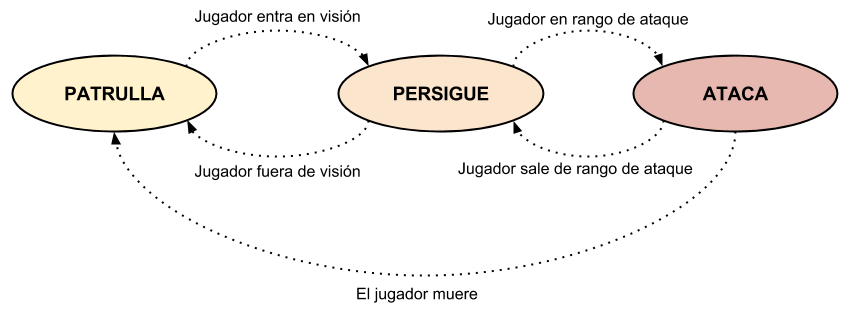 Jugador entra en visión
Jugador en rango de ataque
PATRULLA
PERSIGUE
ATACA
Jugador fuera de visión
Jugador sale de rango de ataque
El jugador muere